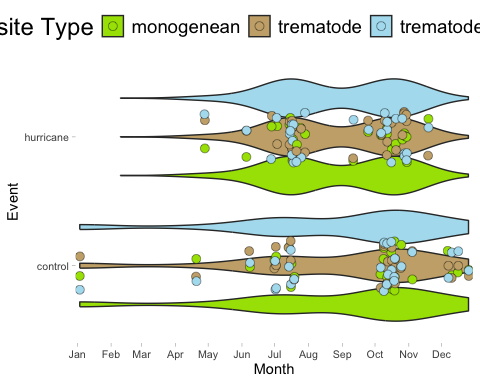 site Type monogenean trematode trematode
hurricane
control
Event
Jan Feb Mar Apr May Jun Jul Aug Sep Oct Nov Dec
Month